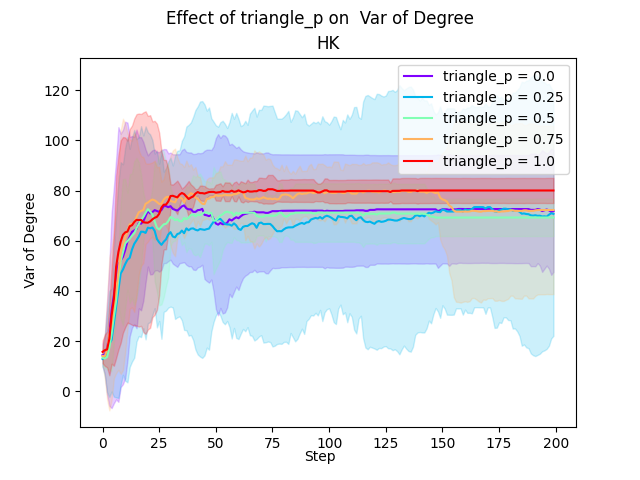 Effect of triangle_p on  Var of Degree
HK
triangle_p = 0.0
triangle_p = 0.25
triangle_p = 0.5
triangle_p = 0.75
triangle_p = 1.0
Var of Degree
120
100
80
60
40
20
0
0 25 50 75 100 125 150 175 200
Step